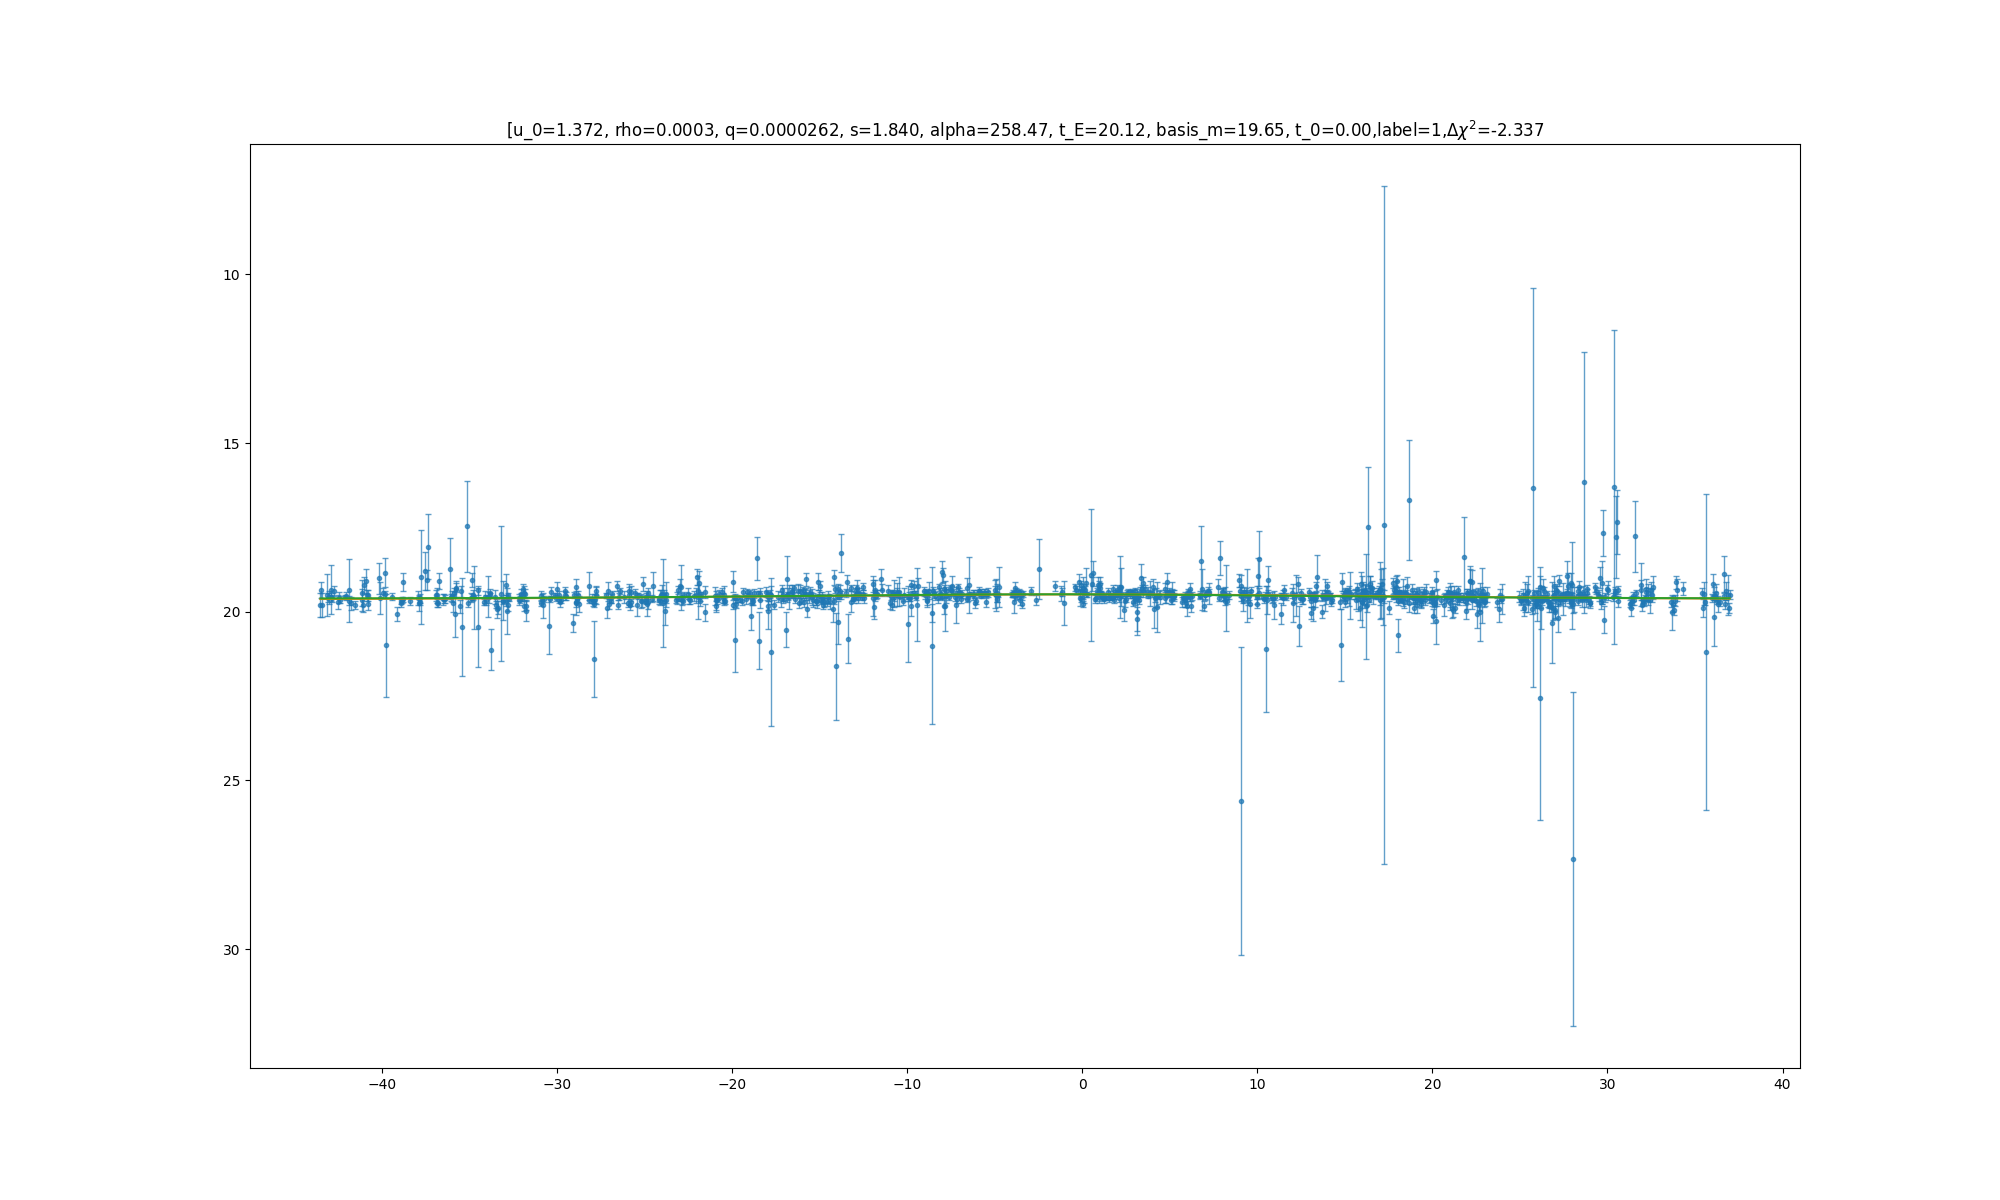 [u_0=1.372, rho=0.0003, q=0.0000262, s=1.840, alpha=258.47, t_E=20.12, basis_m=19.65, t_0=0.00,label=1,Δχ²=-2.337
10
15
20
25
30
−40 −30 −20 −10 0 10 20 30 40